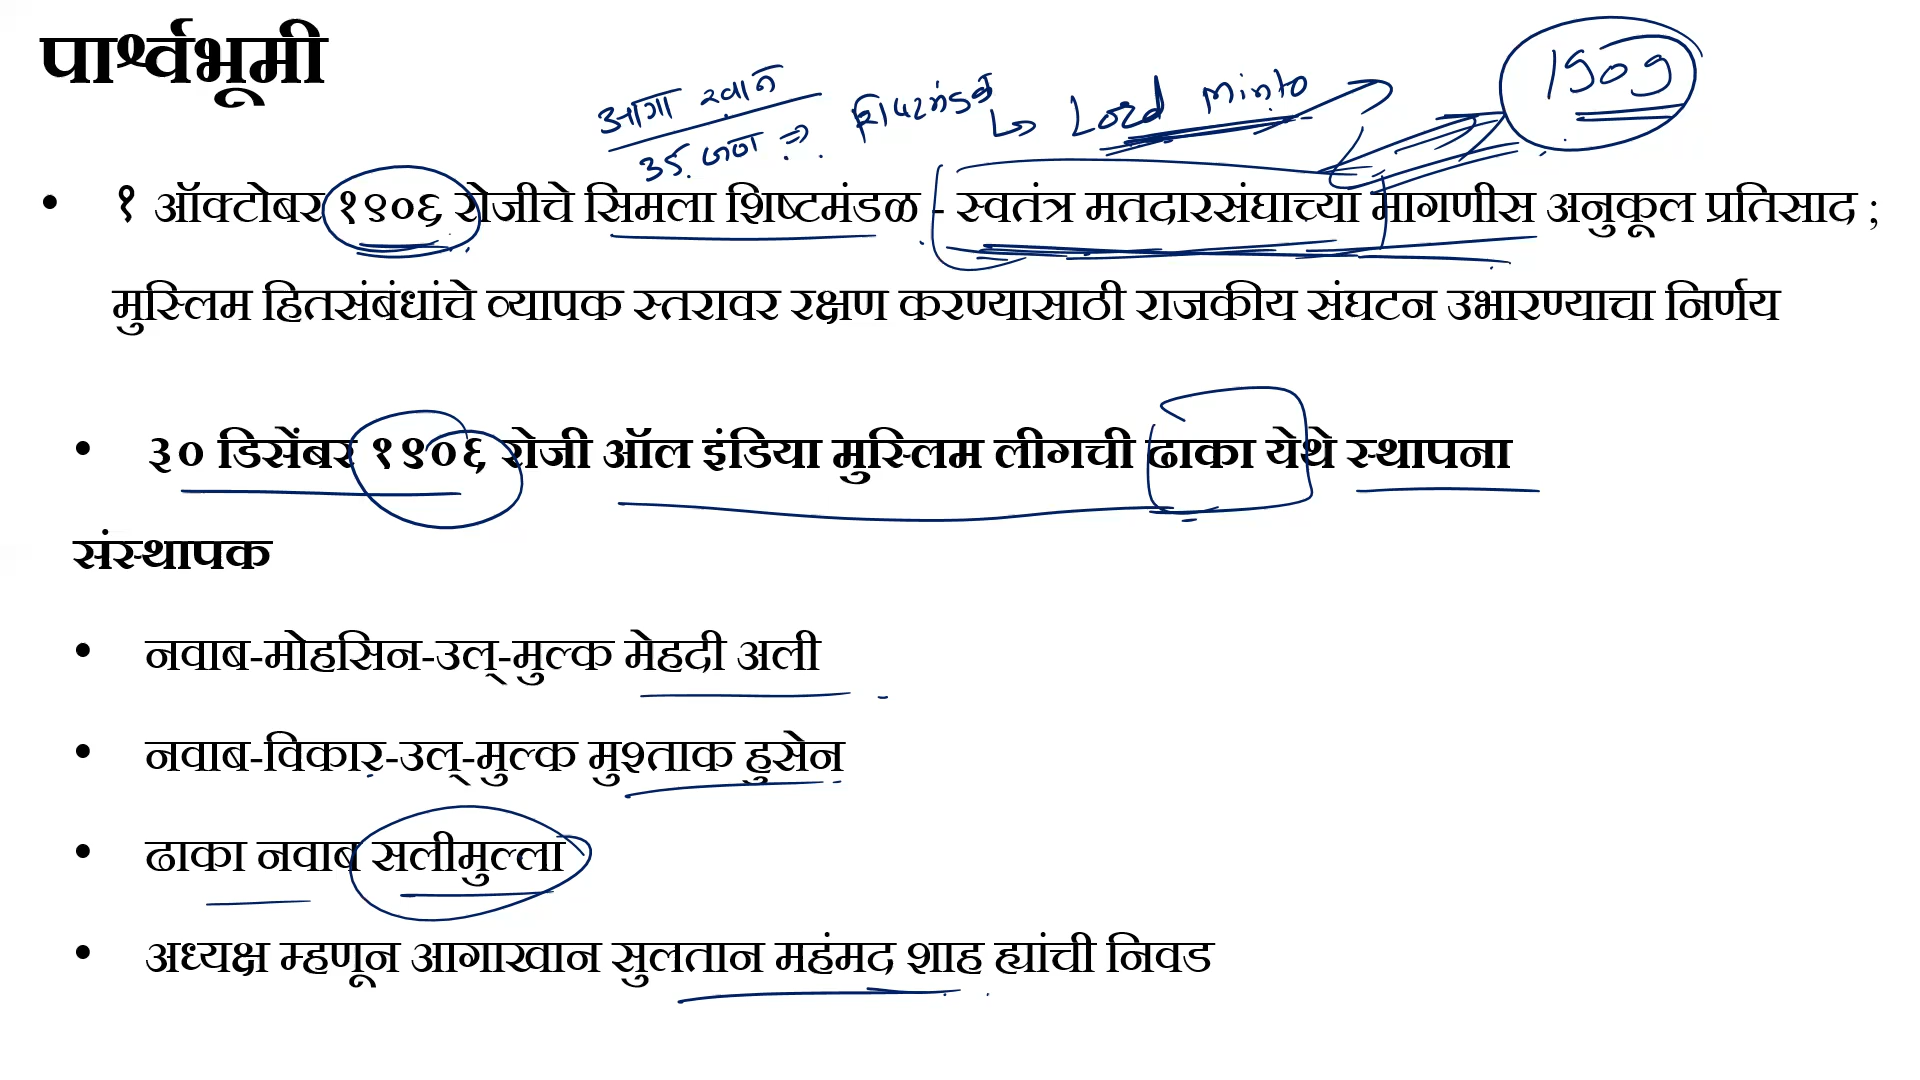 पार्श्वभूमी
आगा खान
35 जण ⇒ शिष्टमंडळ
↳ Lord Minto →
1909
• १ ऑक्टोबर १९०६ रोजीचे सिमला शिष्टमंडळ - स्वतंत्र मतदारसंघाच्या मागणीस अनुकूल प्रतिसाद ;
मुस्लिम हितसंबंधांचे व्यापक स्तरावर रक्षण करण्यासाठी राजकीय संघटन उभारण्याचा निर्णय
• ३० डिसेंबर १९०६ रोजी ऑल इंडिया मुस्लिम लीगची ढाका येथे स्थापना
संस्थापक
• नवाब-मोहसिन-उल्-मुल्क मेहदी अली
• नवाब-विकार-उल्-मुल्क मुश्ताक हुसेन
• ढाका नवाब सलीमुल्ला
• अध्यक्ष म्हणून आगाखान सुलतान महंमद शाह ह्यांची निवड